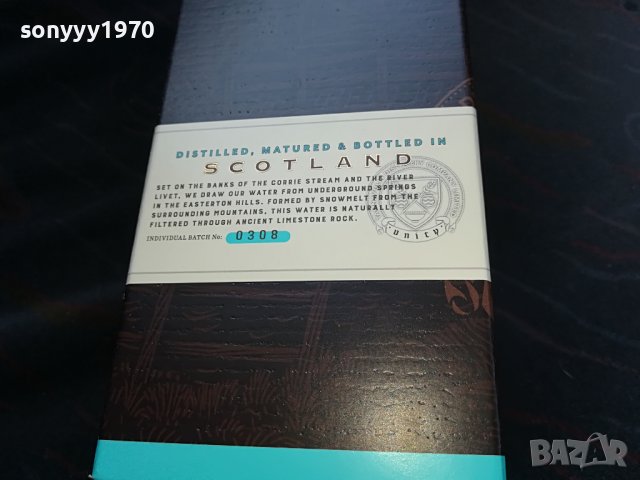 sonyyy1970
DISTILLED, MATURED & BOTTLED IN
SCOTLAND
SET ON THE BANKS OF THE CORRIE STREAM AND THE RIVER
LIVET, WE DRAW OUR WATER FROM UNDERGROUND SPRINGS
IN THE EASTERTON HILLS. FORMED BY SNOWMELT FROM THE
SURROUNDING MOUNTAINS, THIS WATER IS NATURALLY
FILTERED THROUGH ANCIENT LIMESTONE ROCK.
INDIVIDUAL BATCH No: 0308
UNITY
BAZAR